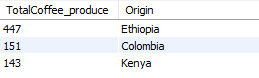 TotalCoffee_produce Origin
447 Ethiopia
151 Colombia
143 Kenya